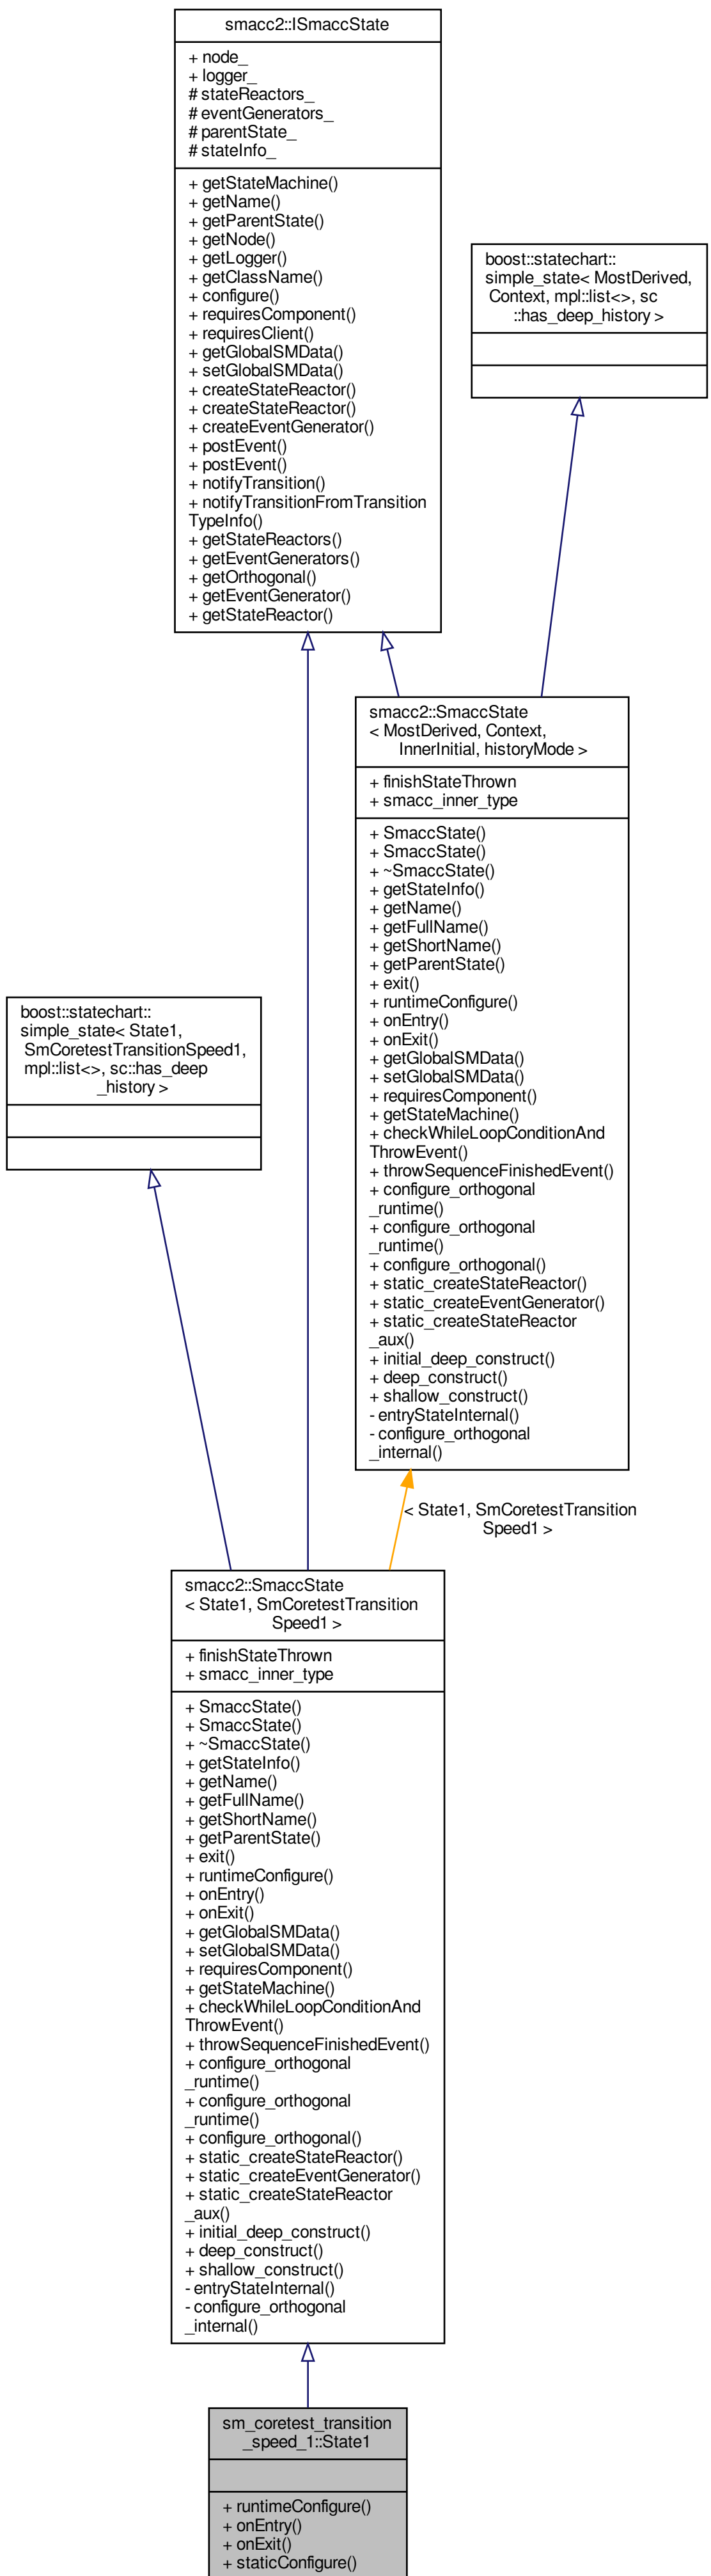 smacc2::ISmaccState
+ node_
+ logger_
# stateReactors_
# eventGenerators_
# parentState_
# stateInfo_
+ getStateMachine()
+ getName()
+ getParentState()
+ getNode()
+ getLogger()
+ getClassName()
+ configure()
+ requiresComponent()
+ requiresClient()
+ getGlobalSMData()
+ setGlobalSMData()
+ createStateReactor()
+ createStateReactor()
+ createEventGenerator()
+ postEvent()
+ postEvent()
+ notifyTransition()
+ notifyTransitionFromTransition
TypeInfo()
+ getStateReactors()
+ getEventGenerators()
+ getOrthogonal()
+ getEventGenerator()
+ getStateReactor()
boost::statechart::
simple_state< MostDerived,
Context, mpl::list<>, sc
::has_deep_history >
smacc2::SmaccState
< MostDerived, Context,
InnerInitial, historyMode >
+ finishStateThrown
+ smacc_inner_type
+ SmaccState()
+ SmaccState()
+ ~SmaccState()
+ getStateInfo()
+ getName()
+ getFullName()
+ getShortName()
+ getParentState()
+ exit()
+ runtimeConfigure()
+ onEntry()
+ onExit()
+ getGlobalSMData()
+ setGlobalSMData()
+ requiresComponent()
+ getStateMachine()
+ checkWhileLoopConditionAnd
ThrowEvent()
+ throwSequenceFinishedEvent()
+ configure_orthogonal
_runtime()
+ configure_orthogonal
_runtime()
+ configure_orthogonal()
+ static_createStateReactor()
+ static_createEventGenerator()
+ static_createStateReactor
_aux()
+ initial_deep_construct()
+ deep_construct()
+ shallow_construct()
- entryStateInternal()
- configure_orthogonal
_internal()
boost::statechart::
simple_state< State1,
SmCoretestTransitionSpeed1,
mpl::list<>, sc::has_deep
_history >
< State1, SmCoretestTransition
Speed1 >
smacc2::SmaccState
< State1, SmCoretestTransition
Speed1 >
+ finishStateThrown
+ smacc_inner_type
+ SmaccState()
+ SmaccState()
+ ~SmaccState()
+ getStateInfo()
+ getName()
+ getFullName()
+ getShortName()
+ getParentState()
+ exit()
+ runtimeConfigure()
+ onEntry()
+ onExit()
+ getGlobalSMData()
+ setGlobalSMData()
+ requiresComponent()
+ getStateMachine()
+ checkWhileLoopConditionAnd
ThrowEvent()
+ throwSequenceFinishedEvent()
+ configure_orthogonal
_runtime()
+ configure_orthogonal
_runtime()
+ configure_orthogonal()
+ static_createStateReactor()
+ static_createEventGenerator()
+ static_createStateReactor
_aux()
+ initial_deep_construct()
+ deep_construct()
+ shallow_construct()
- entryStateInternal()
- configure_orthogonal
_internal()
sm_coretest_transition
_speed_1::State1
+ runtimeConfigure()
+ onEntry()
+ onExit()
+ staticConfigure()